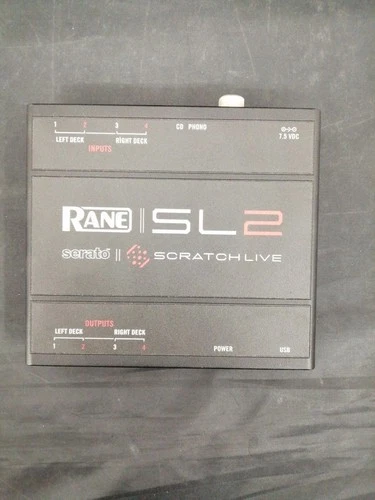 1 2 3 4 CD PHONO
LEFT DECK RIGHT DECK 7.5 VDC
INPUTS
RANE SL2
serato SCRATCH LIVE
OUTPUTS
LEFT DECK RIGHT DECK
1 2 3 4 POWER USB